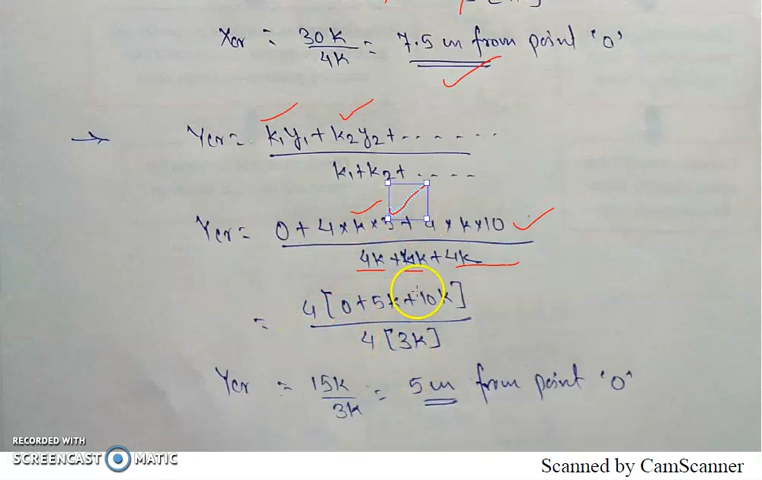 Xcr = 30k / 4k = 7.5 m from point 'O'
→ Ycr = k₁y₁ + k₂y₂ + - - - - - -
k₁+k₂+ - - - -
Ycr = 0 + 4×k×5 + 4×k×10
4k + 4k + 4k
= 4[0+5k+10k]
4[3k]
Ycr = 15k / 3k = 5 m from point 'O'
RECORDED WITH
SCREENCAST MATIC
Scanned by CamScanner